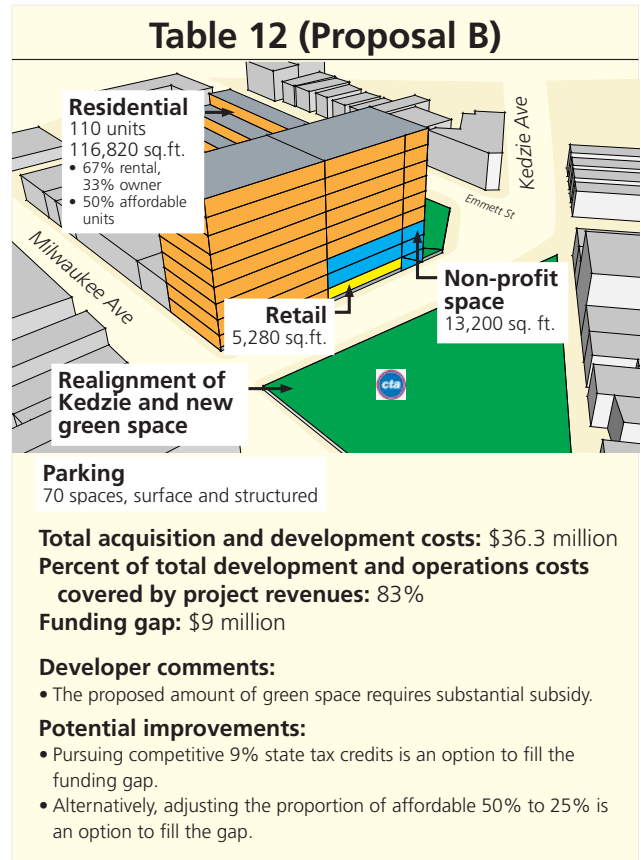 Table 12 (Proposal B)
Residential
110 units
116,820 sq.ft.
• 67% rental,
33% owner
• 50% affordable
units
Kedzie Ave
Emmett St
Milwaukee Ave
Retail
5,280 sq.ft.
Non-profit
space
13,200 sq. ft.
Realignment of
Kedzie and new
green space
cta
Parking
70 spaces, surface and structured
Total acquisition and development costs: $36.3 million
Percent of total development and operations costs
covered by project revenues: 83%
Funding gap: $9 million
Developer comments:
• The proposed amount of green space requires substantial subsidy.
Potential improvements:
• Pursuing competitive 9% state tax credits is an option to fill the
funding gap.
• Alternatively, adjusting the proportion of affordable 50% to 25% is
an option to fill the gap.